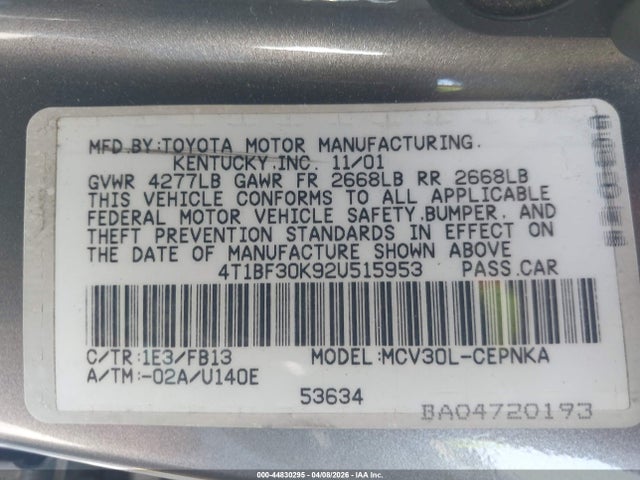 MFD.BY:TOYOTA MOTOR MANUFACTURING.
KENTUCKY.INC. 11/01
GVWR 4277LB GAWR FR 2668LB RR 2668LB
THIS VEHICLE CONFORMS TO ALL APPLICABLE
FEDERAL MOTOR VEHICLE SAFETY.BUMPER. AND
THEFT PREVENTION STANDARDS IN EFFECT ON
THE DATE OF MANUFACTURE SHOWN ABOVE
4T1BF30K92U515953 PASS.CAR
C/TR:1E3/FB13 MODEL:MCV30L-CEPNKA
A/TM:-02A/U140E
53634
BA04720193
000-44830295 - 04/08/2026 - IAA Inc.